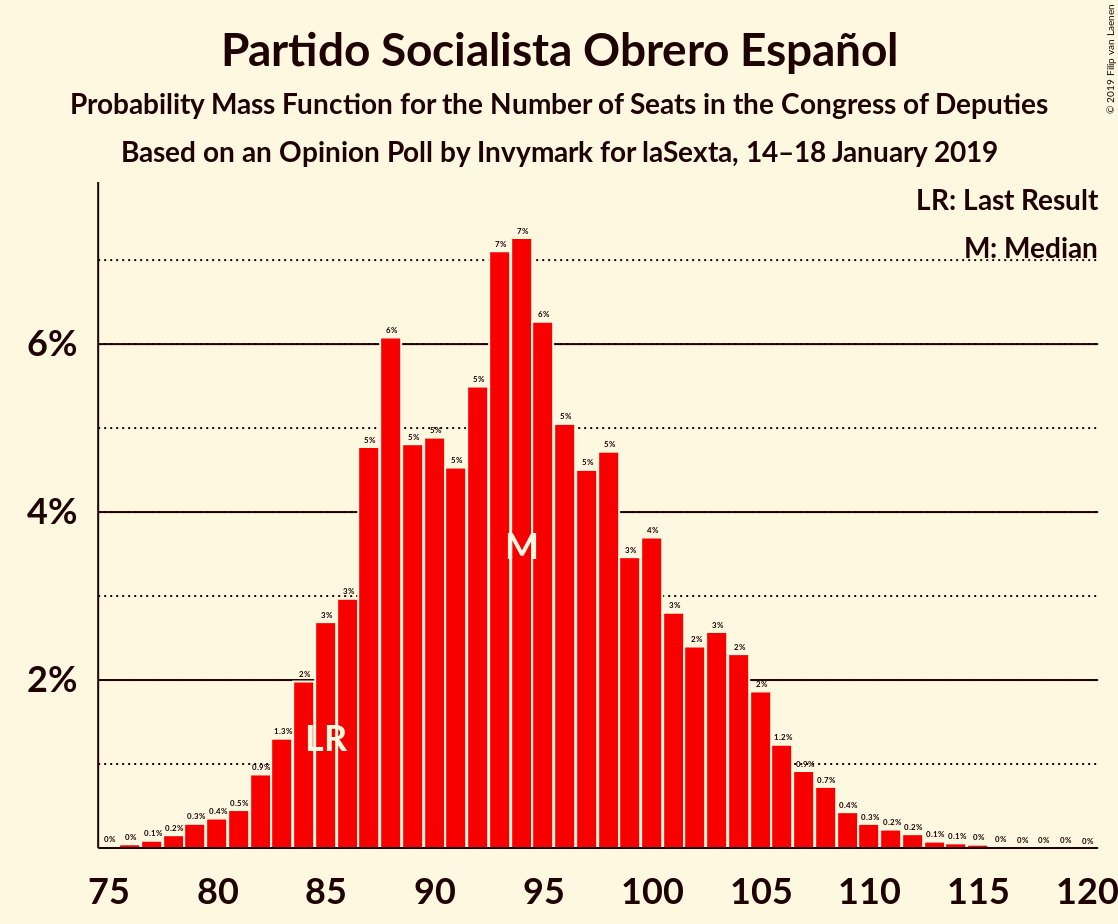 Partido Socialista Obrero Español
Probability Mass Function for the Number of Seats in the Congress of Deputies
Based on an Opinion Poll by Invymark for laSexta, 14–18 January 2019
© 2019 Filip van Laenen
LR: Last Result
M: Median
6%
4%
2%
0% 0% 0.1% 0.2% 0.3% 0.4% 0.5% 0.9% 1.3% 2% 3% 3% 5% 6% 5% 5% 5% 5% 7% 7% 6% 5% 5% 5% 3% 4% 3% 2% 3% 2% 2% 1.2% 0.9% 0.7% 0.4% 0.3% 0.2% 0.2% 0.1% 0.1% 0% 0% 0% 0% 0% 0%
M
LR
75 80 85 90 95 100 105 110 115 120